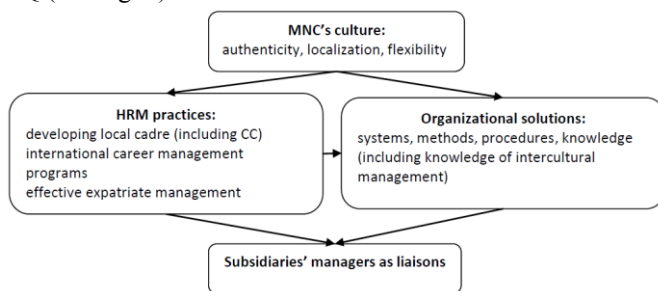 MNC's culture:
authenticity, localization, flexibility
HRM practices:
developing local cadre (including CC)
international career management
programs
effective expatriate management
Organizational solutions:
systems, methods, procedures, knowledge
(including knowledge of intercultural
management)
Subsidiaries' managers as liaisons